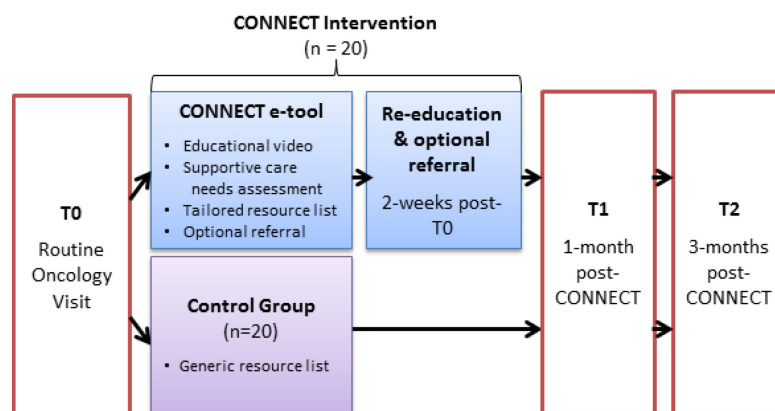 CONNECT Intervention
(n = 20)
T0
Routine
Oncology
Visit
CONNECT e-tool
• Educational video
• Supportive care
needs assessment
• Tailored resource list
• Optional referral
Re-education
& optional
referral
2-weeks post-
T0
Control Group
(n=20)
• Generic resource list
T1
1-month
post-
CONNECT
T2
3-months
post-
CONNECT